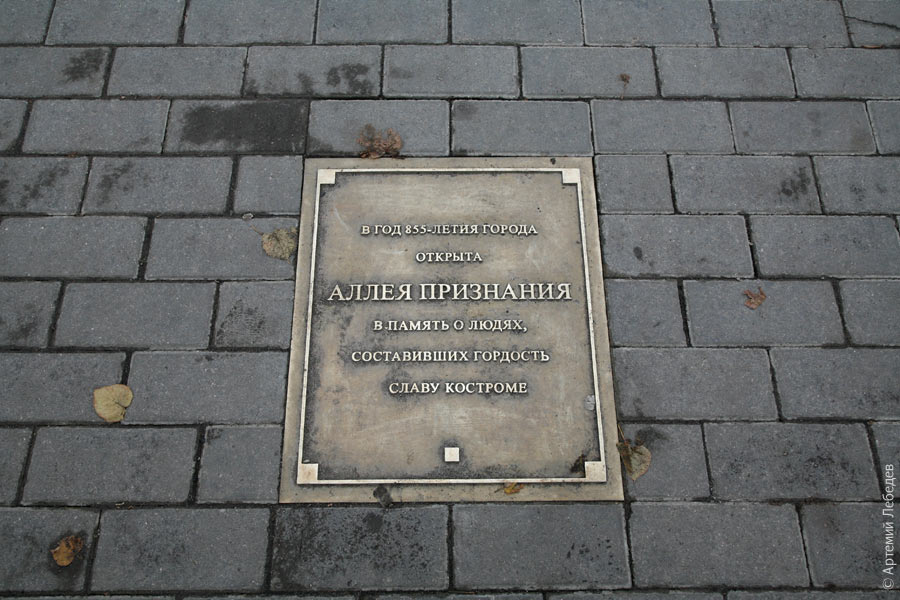 В ГОД 855-ЛЕТИЯ ГОРОДА
ОТКРЫТА
АЛЛЕЯ ПРИЗНАНИЯ
В ПАМЯТЬ О ЛЮДЯХ,
СОСТАВИВШИХ ГОРДОСТЬ
СЛАВУ КОСТРОМЕ
© Артемий Лебедев